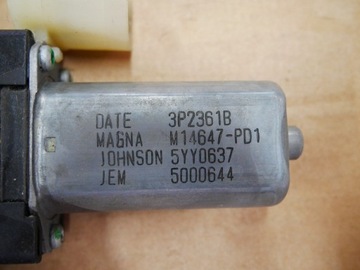 DATE 3P2361B
MAGNA M14647-PD1
JOHNSON 5YY0637
JEM 5000644